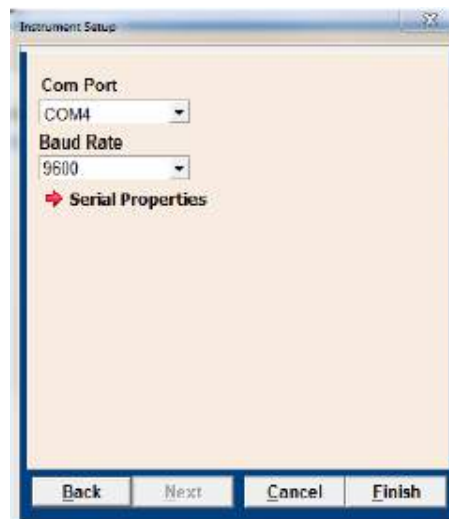 Instrument Setup
Com Port
COM4
Baud Rate
9600
Serial Properties
Back Next Cancel Finish